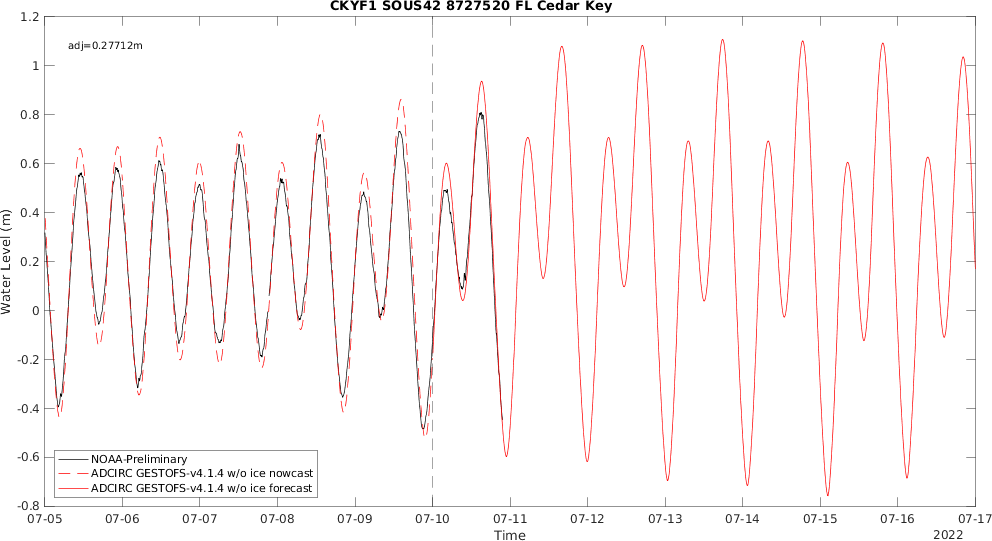 CKYF1 SOUS42 8727520 FL Cedar Key
adj=0.27712m
Water Level (m)
1.2
1
0.8
0.6
0.4
0.2
0
-0.2
-0.4
-0.6
-0.8
NOAA-Preliminary
ADCIRC GESTOFS-v4.1.4 w/o ice nowcast
ADCIRC GESTOFS-v4.1.4 w/o ice forecast
07-05 07-06 07-07 07-08 07-09 07-10 07-11 07-12 07-13 07-14 07-15 07-16 07-17
Time
2022